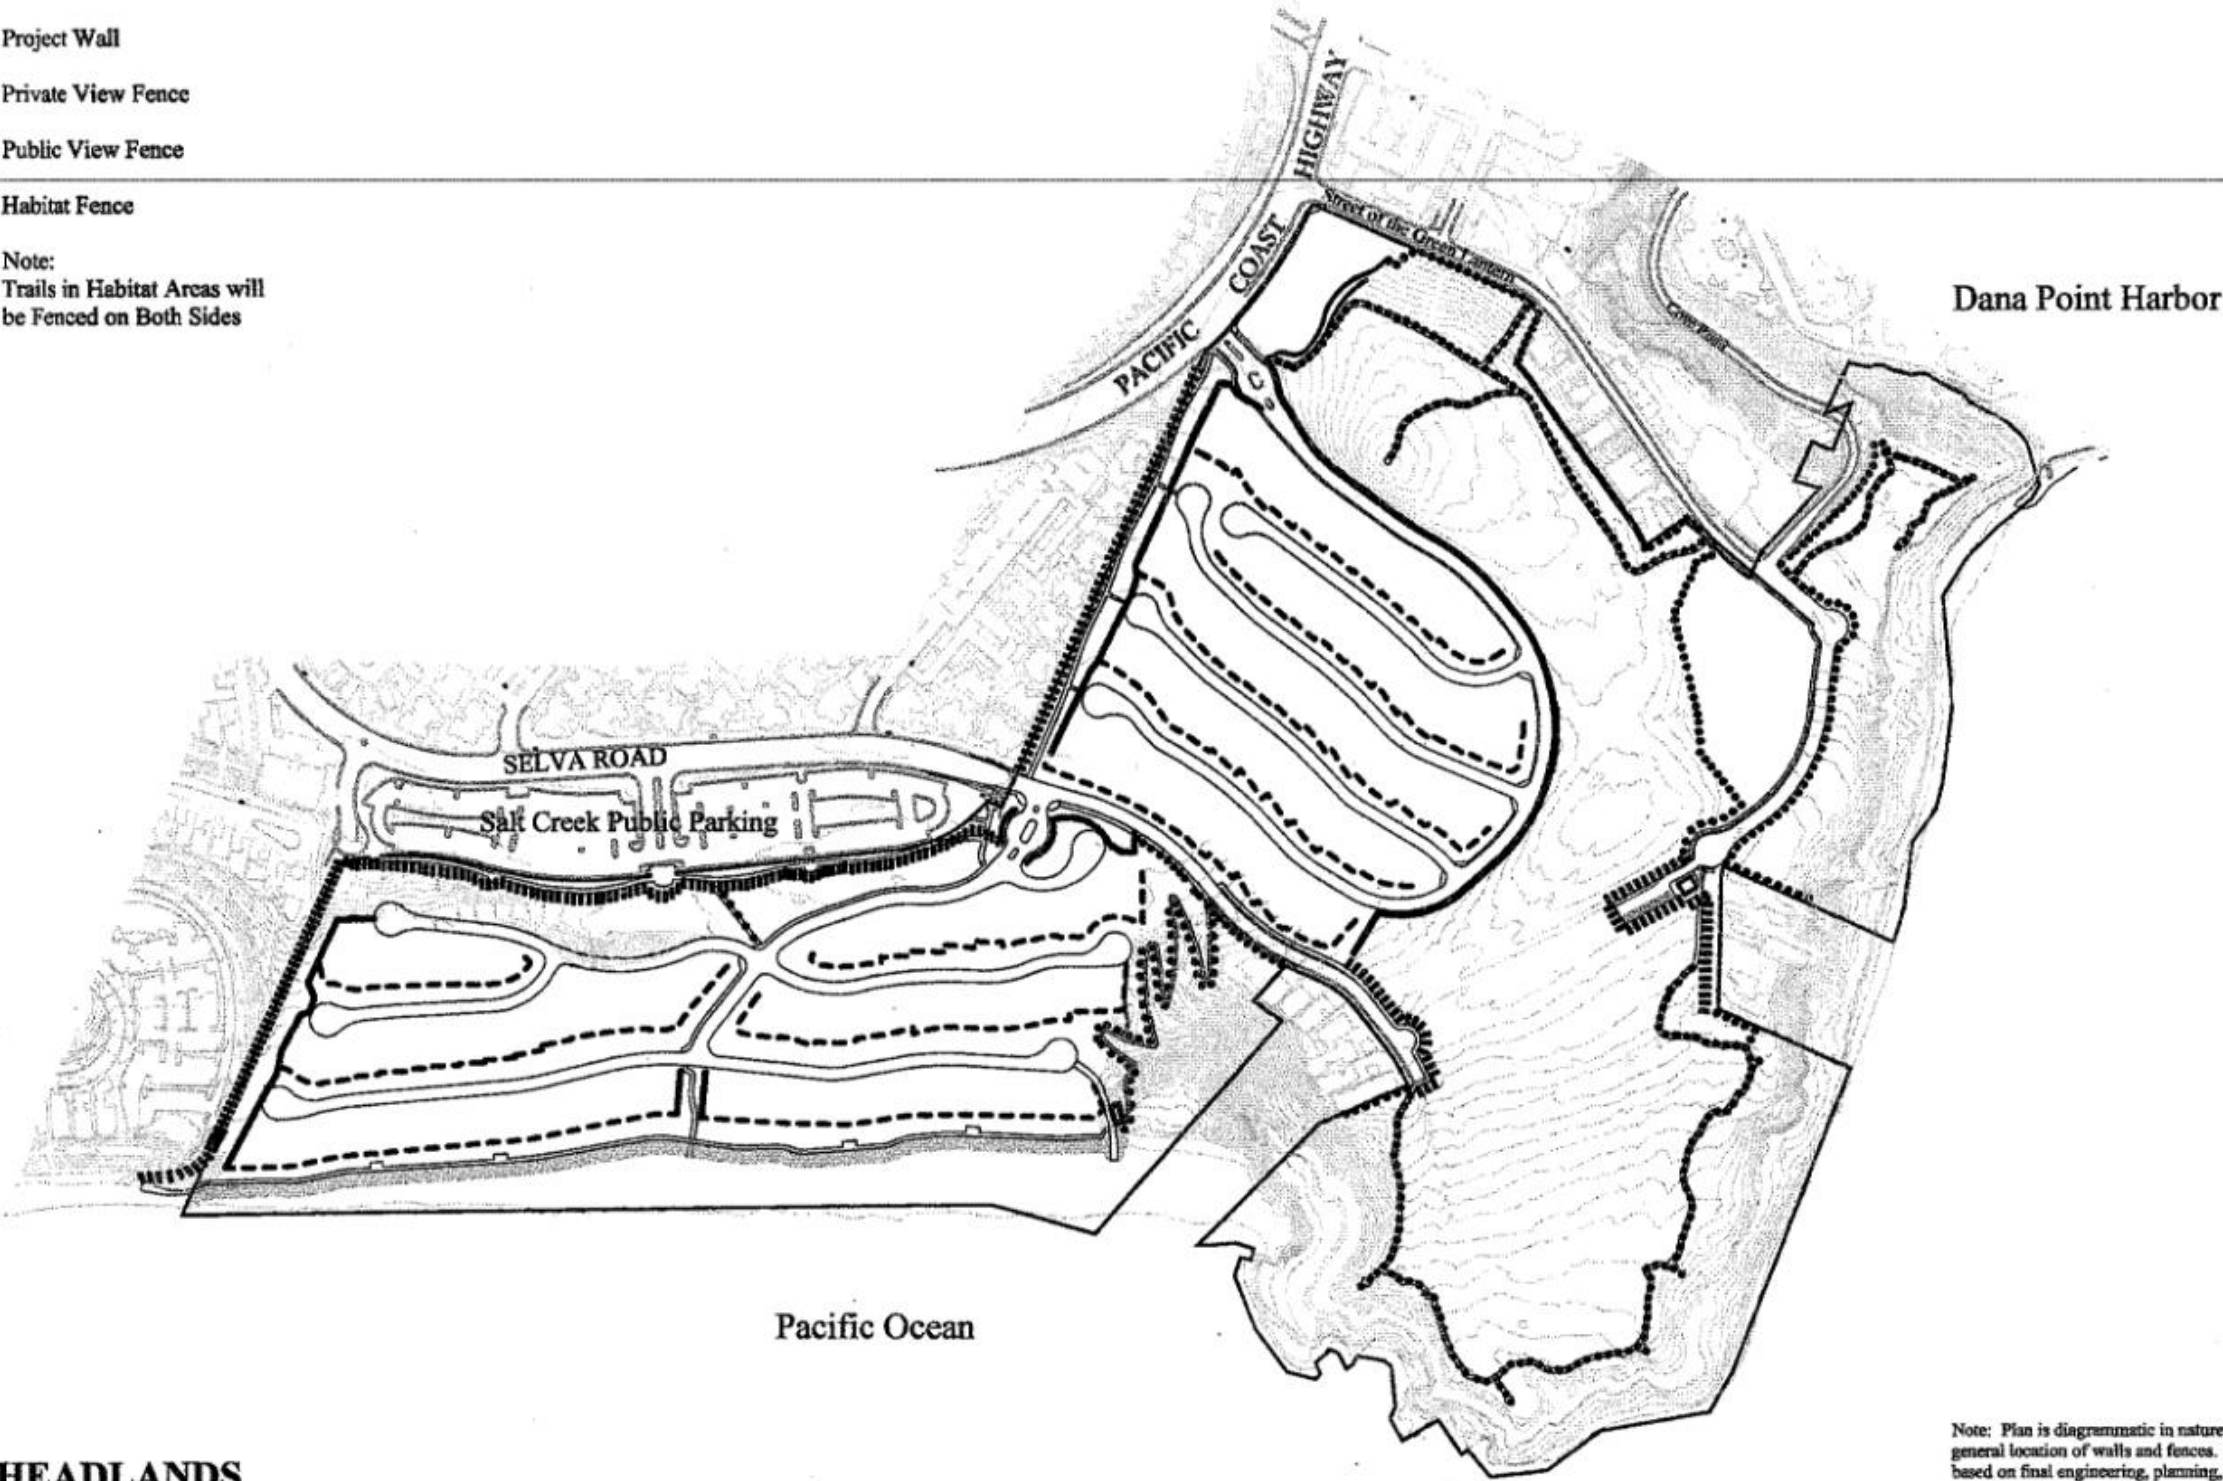 Project Wall
Private View Fence
Public View Fence
Habitat Fence
Note:
Trails in Habitat Areas will
be Fenced on Both Sides
HIGHWAY
COAST
PACIFIC
Street of the Green Lantern
Cove Point
Dana Point Harbor
SELVA ROAD
Salt Creek Public Parking
Pacific Ocean
Note: Plan is diagrammatic in nature
general location of walls and fences.
based on final engineering, planning,
HEADLANDS